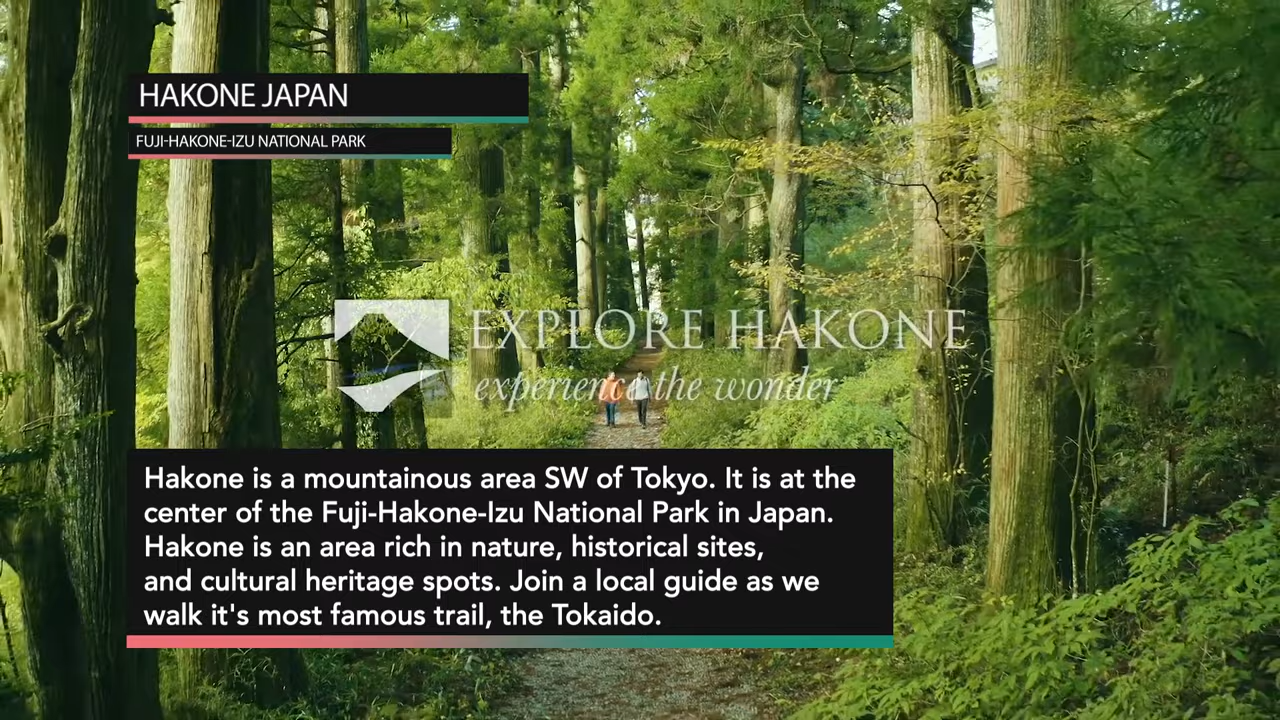 HAKONE JAPAN
FUJI-HAKONE-IZU NATIONAL PARK
EXPLORE HAKONE
experience the wonder
Hakone is a mountainous area SW of Tokyo. It is at the
center of the Fuji-Hakone-Izu National Park in Japan.
Hakone is an area rich in nature, historical sites,
and cultural heritage spots. Join a local guide as we
walk it's most famous trail, the Tokaido.